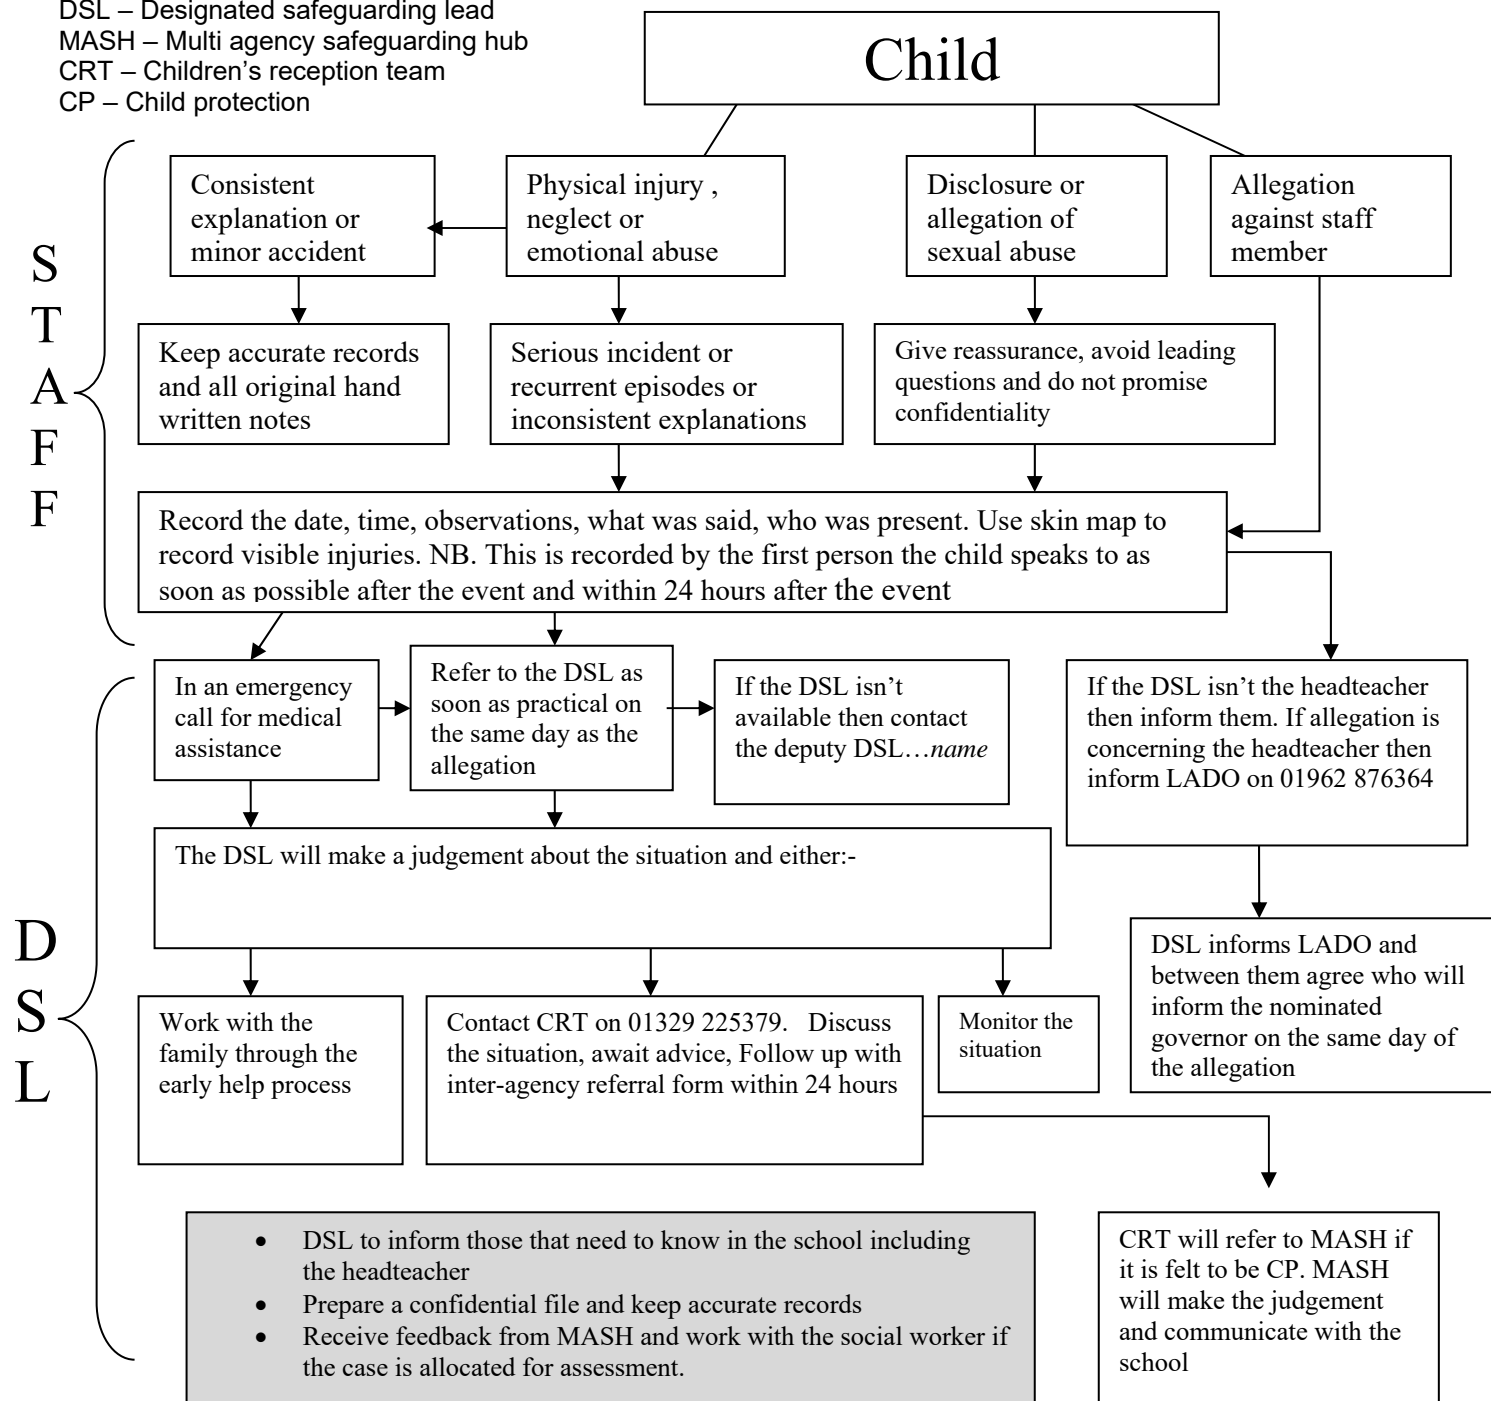 DSL – Designated safeguarding lead
MASH – Multi agency safeguarding hub
CRT – Children's reception team
CP – Child protection
Child
Consistent
explanation or
minor accident
Physical injury ,
neglect or
emotional abuse
Disclosure or
allegation of
sexual abuse
Allegation
against staff
member
S
T
A
F
F
Keep accurate records
and all original hand
written notes
Serious incident or
recurrent episodes or
inconsistent explanations
Give reassurance, avoid leading
questions and do not promise
confidentiality
Record the date, time, observations, what was said, who was present. Use skin map to
record visible injuries. NB. This is recorded by the first person the child speaks to as
soon as possible after the event and within 24 hours after the event
In an emergency
call for medical
assistance
Refer to the DSL as
soon as practical on
the same day as the
allegation
If the DSL isn't
available then contact
the deputy DSL…name
If the DSL isn't the headteacher
then inform them. If allegation is
concerning the headteacher then
inform LADO on 01962 876364
The DSL will make a judgement about the situation and either:-
D
S
L
DSL informs LADO and
between them agree who will
inform the nominated
governor on the same day of
the allegation
Work with the
family through the
early help process
Contact CRT on 01329 225379.   Discuss
the situation, await advice, Follow up with
inter-agency referral form within 24 hours
Monitor the
situation
• DSL to inform those that need to know in the school including
the headteacher
• Prepare a confidential file and keep accurate records
• Receive feedback from MASH and work with the social worker if
the case is allocated for assessment.
CRT will refer to MASH if
it is felt to be CP. MASH
will make the judgement
and communicate with the
school